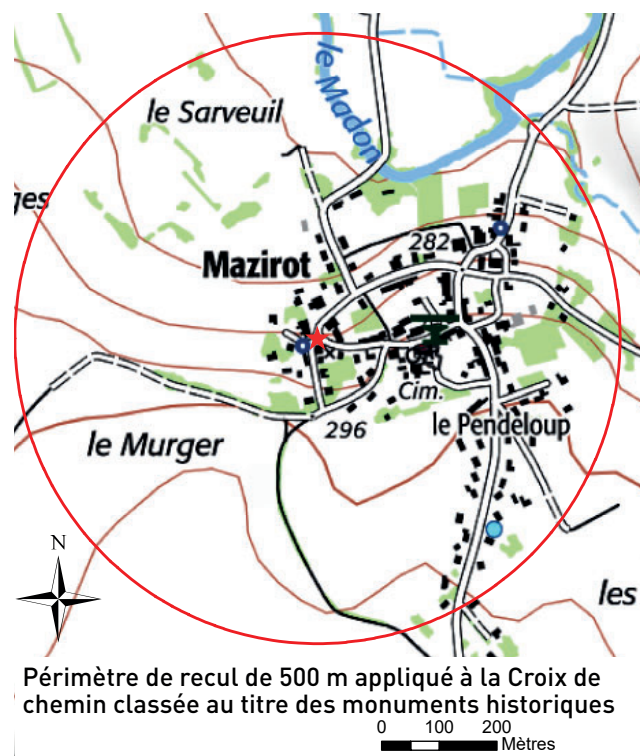 le Madon
le Sarveuil
ges
282
Mazirot
Cim.
296
le Pendeloup
le Murger
N
les
Périmètre de recul de 500 m appliqué à la Croix de
chemin classée au titre des monuments historiques
0 100 200
Mètres